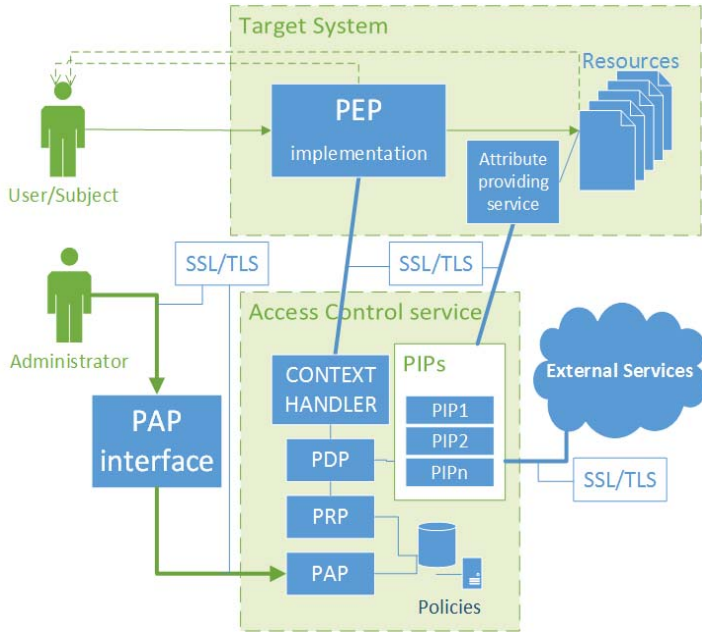 Target System
Resources
PEP
implementation
Attribute
providing
service
User/Subject
SSL/TLS
SSL/TLS
Access Control service
Administrator
External Services
CONTEXT
HANDLER
PIPs
PIP1
PIP2
PIPn
PAP
interface
PDP
SSL/TLS
PRP
PAP
Policies